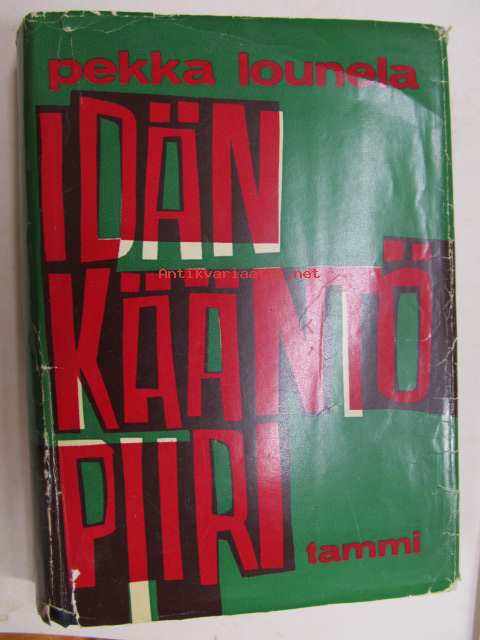 pekka lounela
IDÄN
Antikvariaatti.net
KÄÄNTÖ
PIIRI
tammi